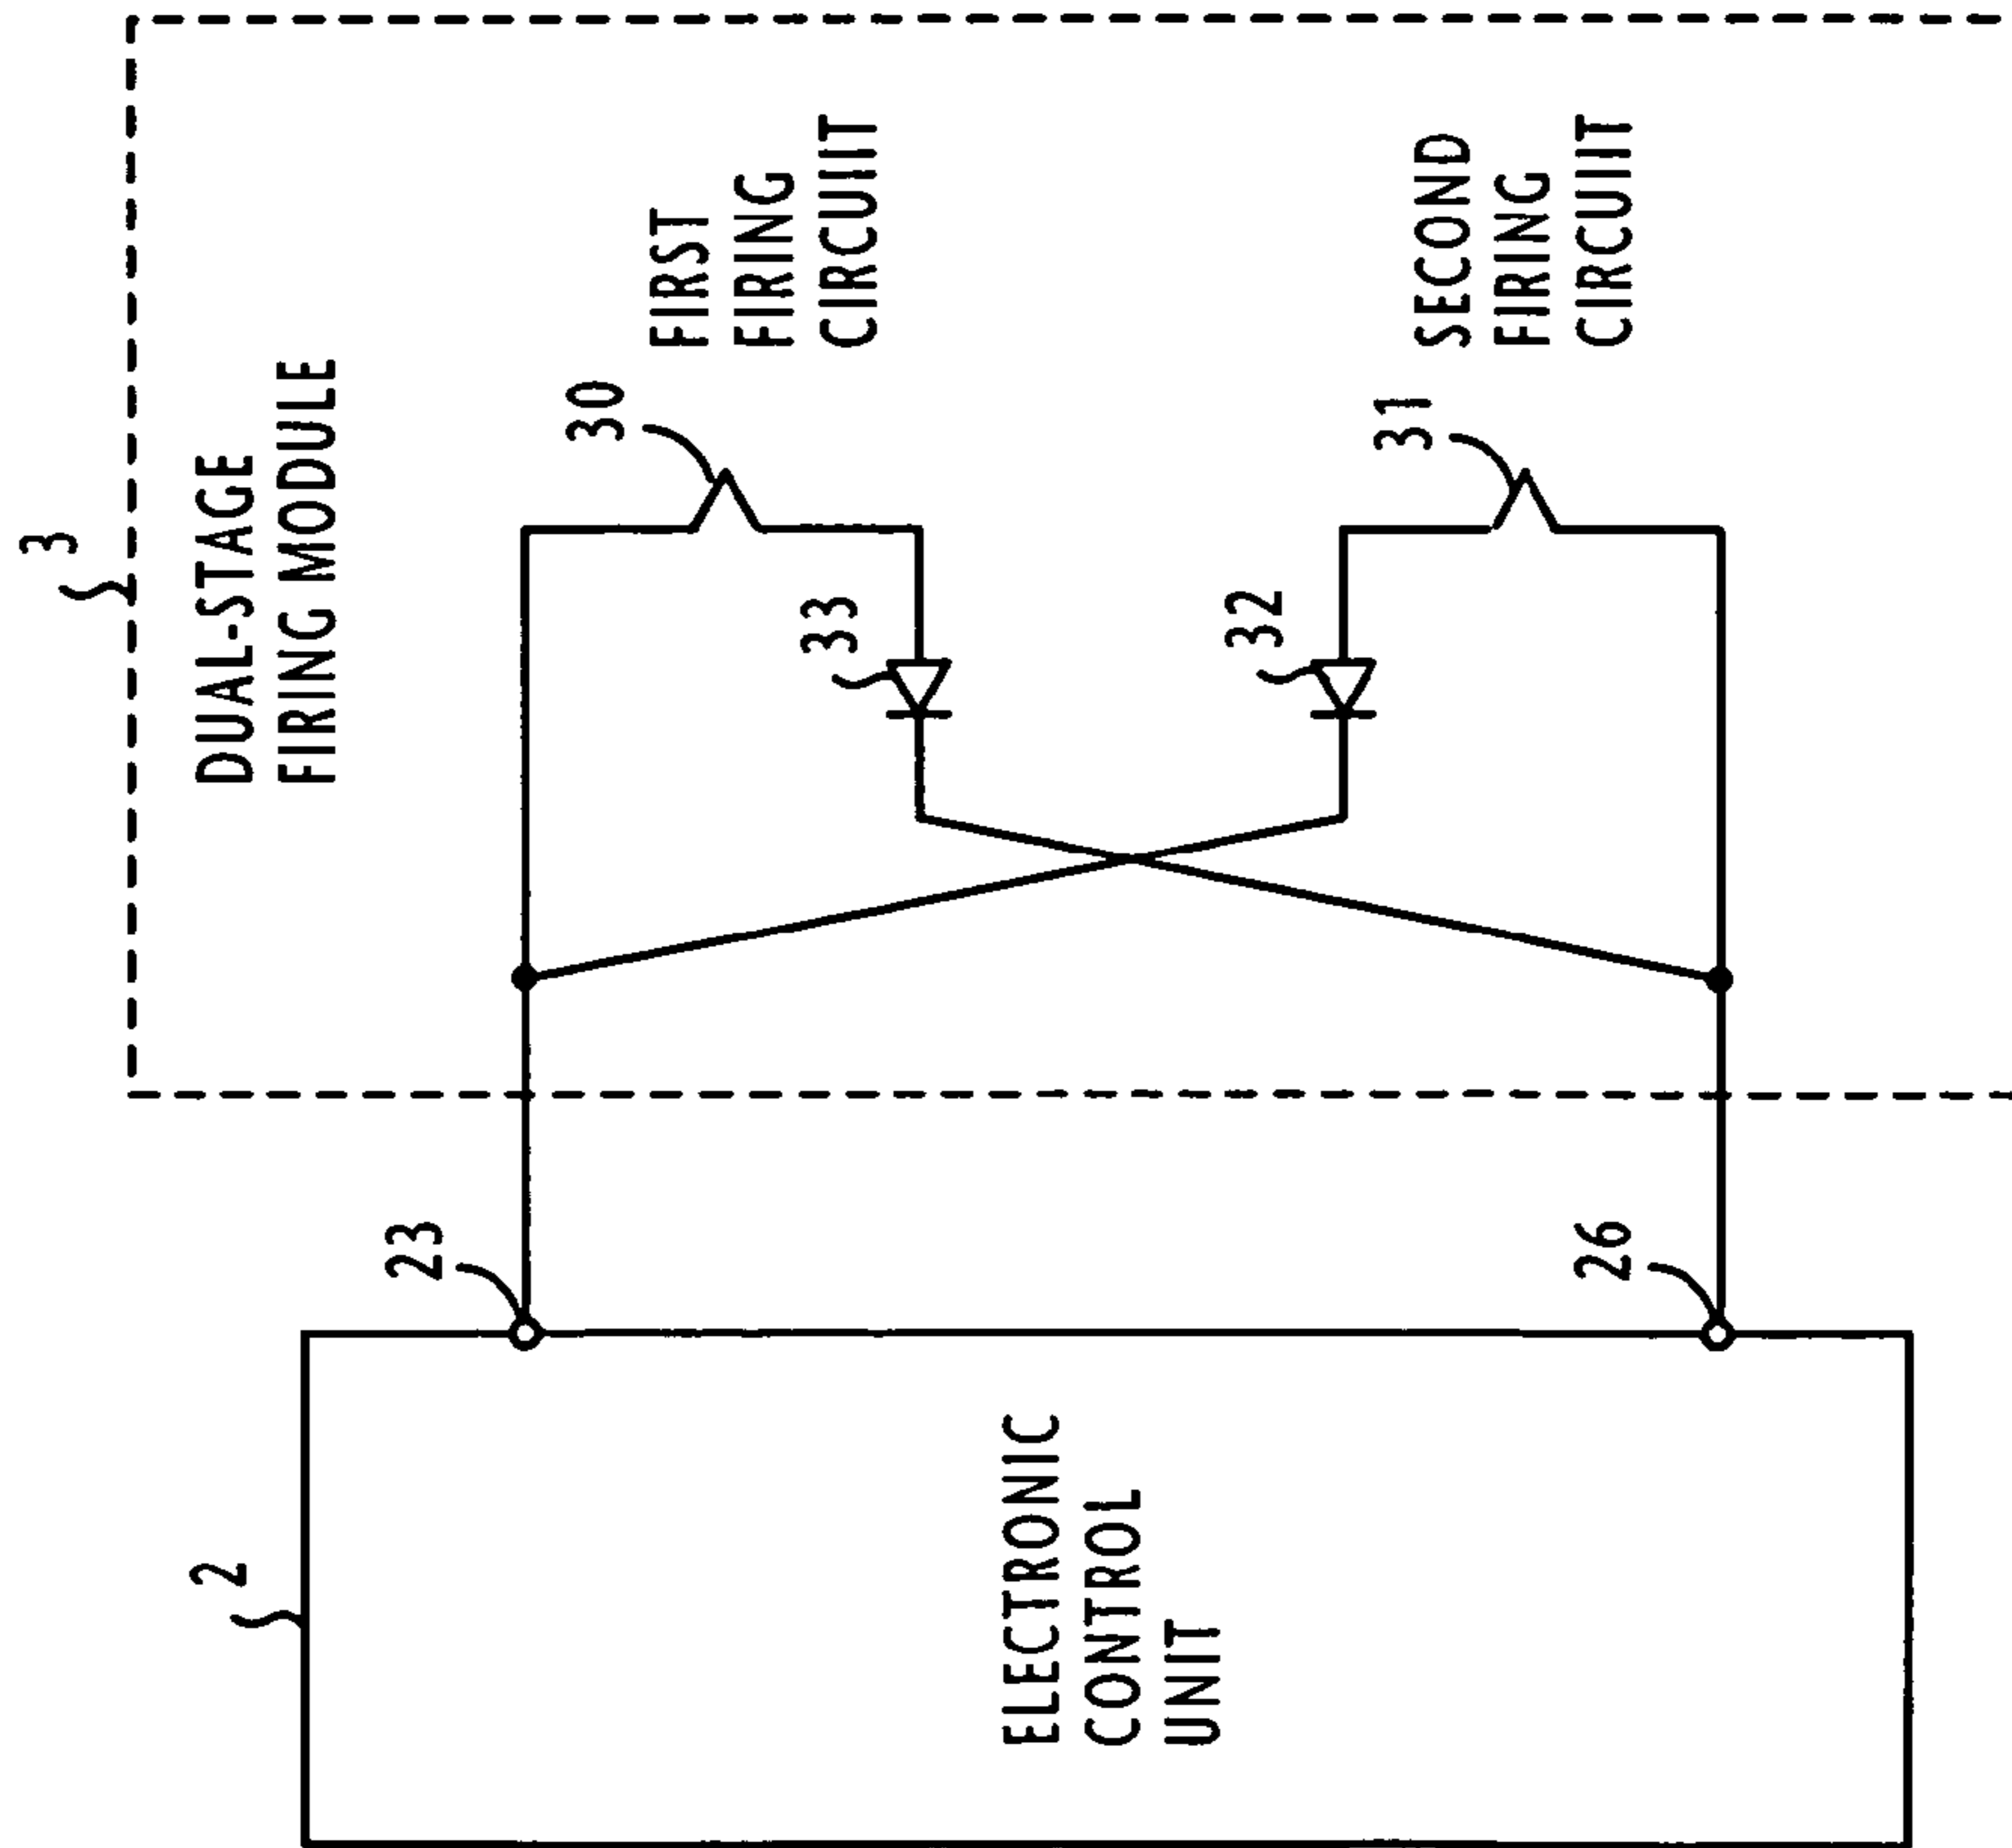 3
DUAL-STAGE
FIRING MODULE
30
FIRST
FIRING
CIRCUIIT
33
32
31
SECOND
FIRING
CIRCUIIT
23
26
2
ELECTRONIC
CONTROL
UNIT